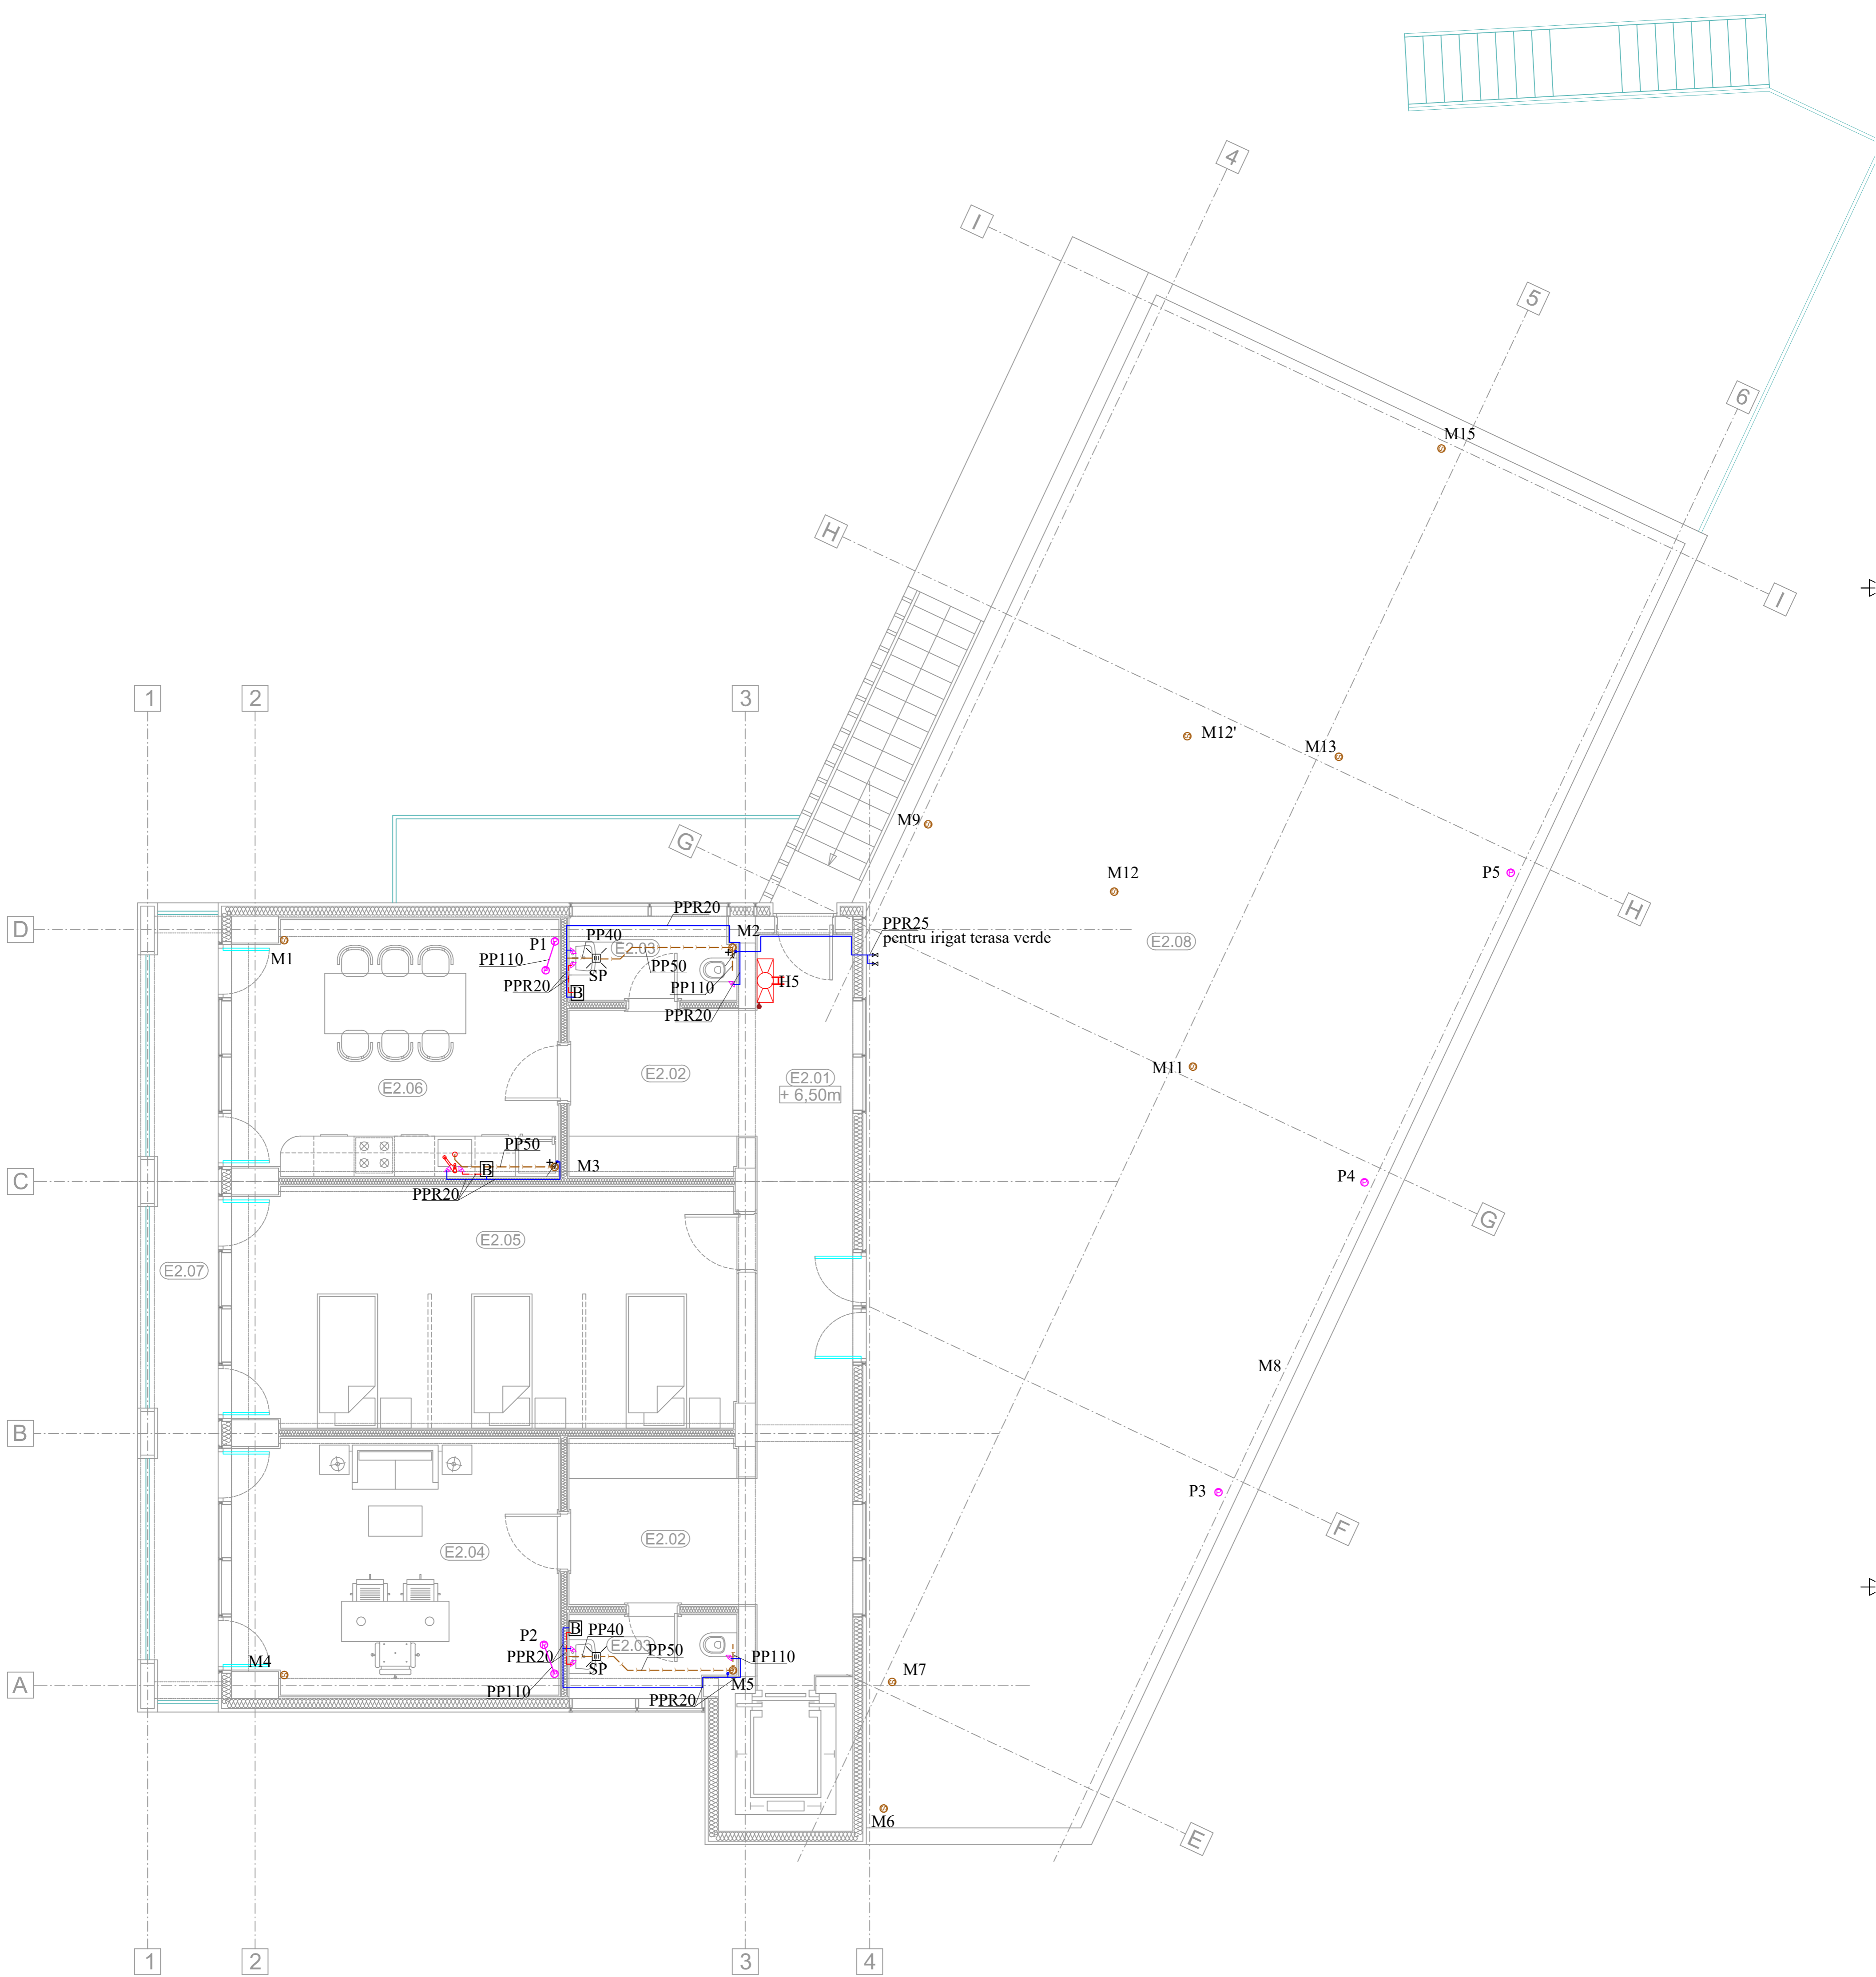 4
I
5
6
M15
H
I
1
2
3
M12'
M13
M9
G
M12
P5
H
D
PPR20
PPR25
pentru irigat terasa verde
P1
PP40
E2.03
M2
E2.08
M1
PP110
SP
PP50
PPR20
B
PP110
H5
PPR20
E2.06
E2.02
E2.01
+ 6,50m
M11
PP50
B
M3
C
PPR20
P4
G
E2.05
E2.07
M8
B
P3
F
E2.04
E2.02
P2
B
PP40
E2.03
PP50
PPR20
SP
PP110
M4
M7
A
PP110
M5
PPR20
M6
E
1
2
3
4